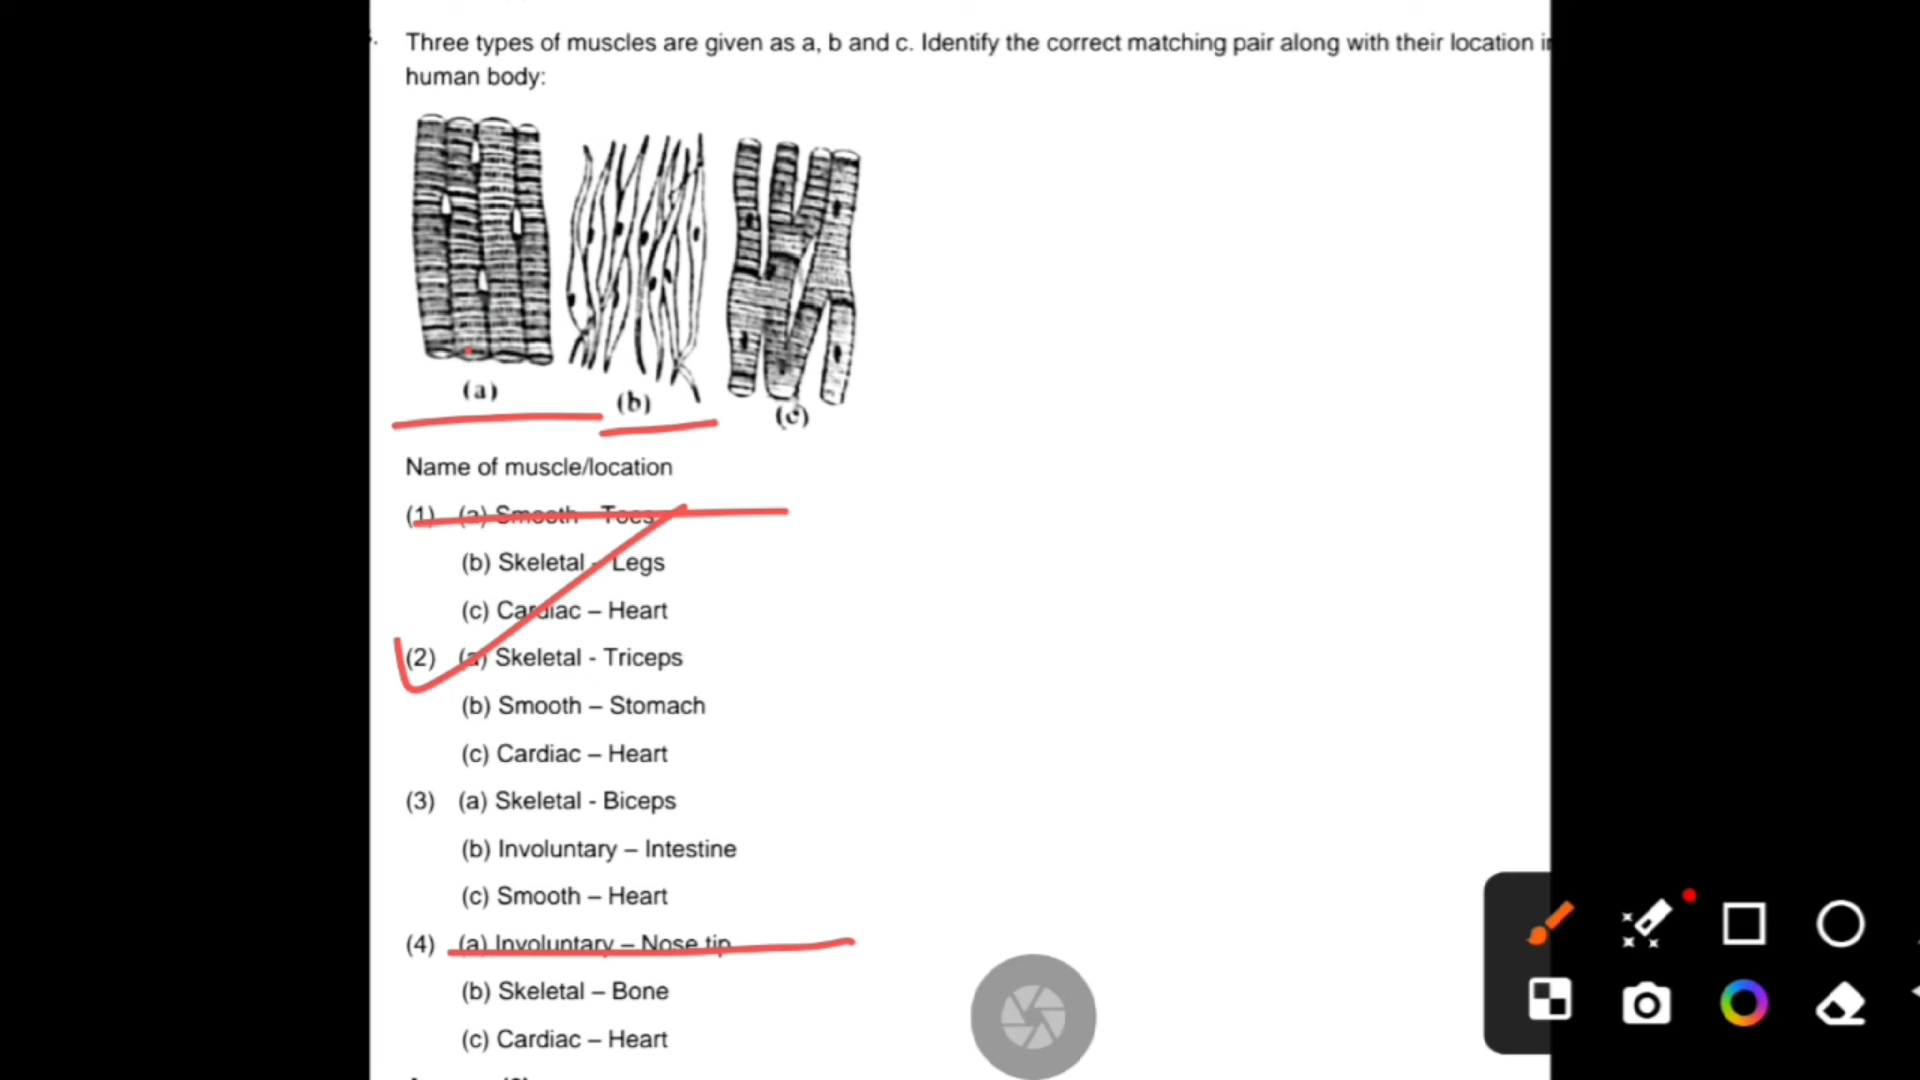 Three types of muscles are given as a, b and c. Identify the correct matching pair along with their location
human body:
(a)
(b)
(c)
Name of muscle/location
(1) (a) Smooth - Toes
(b) Skeletal - Legs
(c) Cardiac – Heart
(2) (a) Skeletal - Triceps
(b) Smooth – Stomach
(c) Cardiac – Heart
(3) (a) Skeletal - Biceps
(b) Involuntary – Intestine
(c) Smooth – Heart
(4) (a) Involuntary – Nose tip
(b) Skeletal – Bone
(c) Cardiac – Heart